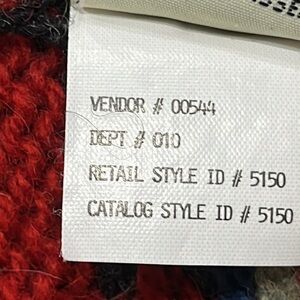 VENDOR # 00544
DEPT # 010
RETAIL STYLE ID # 5150
CATALOG STYLE ID # 5150